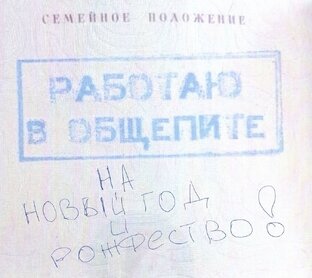 СЕМЕЙНОЕ ПОЛОЖЕНИЕ
РАБОТАЮ
В ОБЩЕПИТЕ
НА
НОВЫЙ ГОД
И
РОЖДЕСТВО!